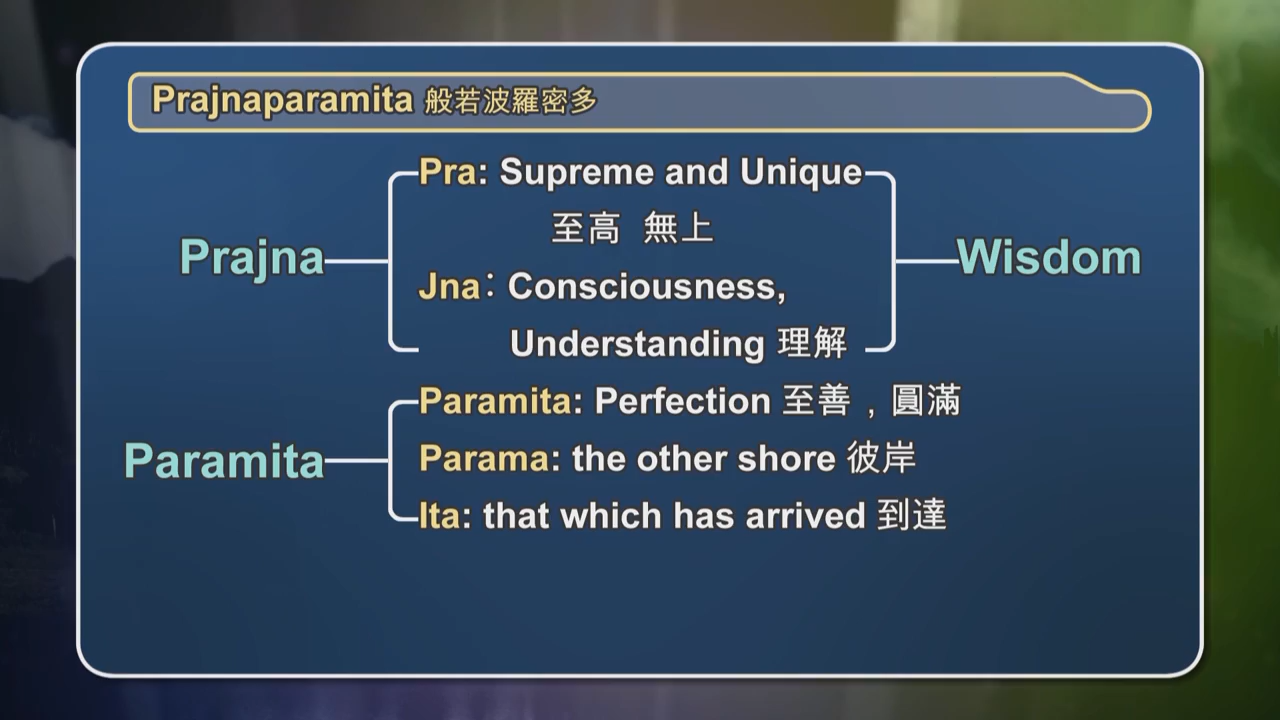 Prajnaparamita 般若波羅密多
Pra: Supreme and Unique
至高 無上
Prajna
Wisdom
Jna: Consciousness,
Understanding 理解
Paramita: Perfection 至善，圓滿
Paramita
Parama: the other shore 彼岸
Ita: that which has arrived 到達